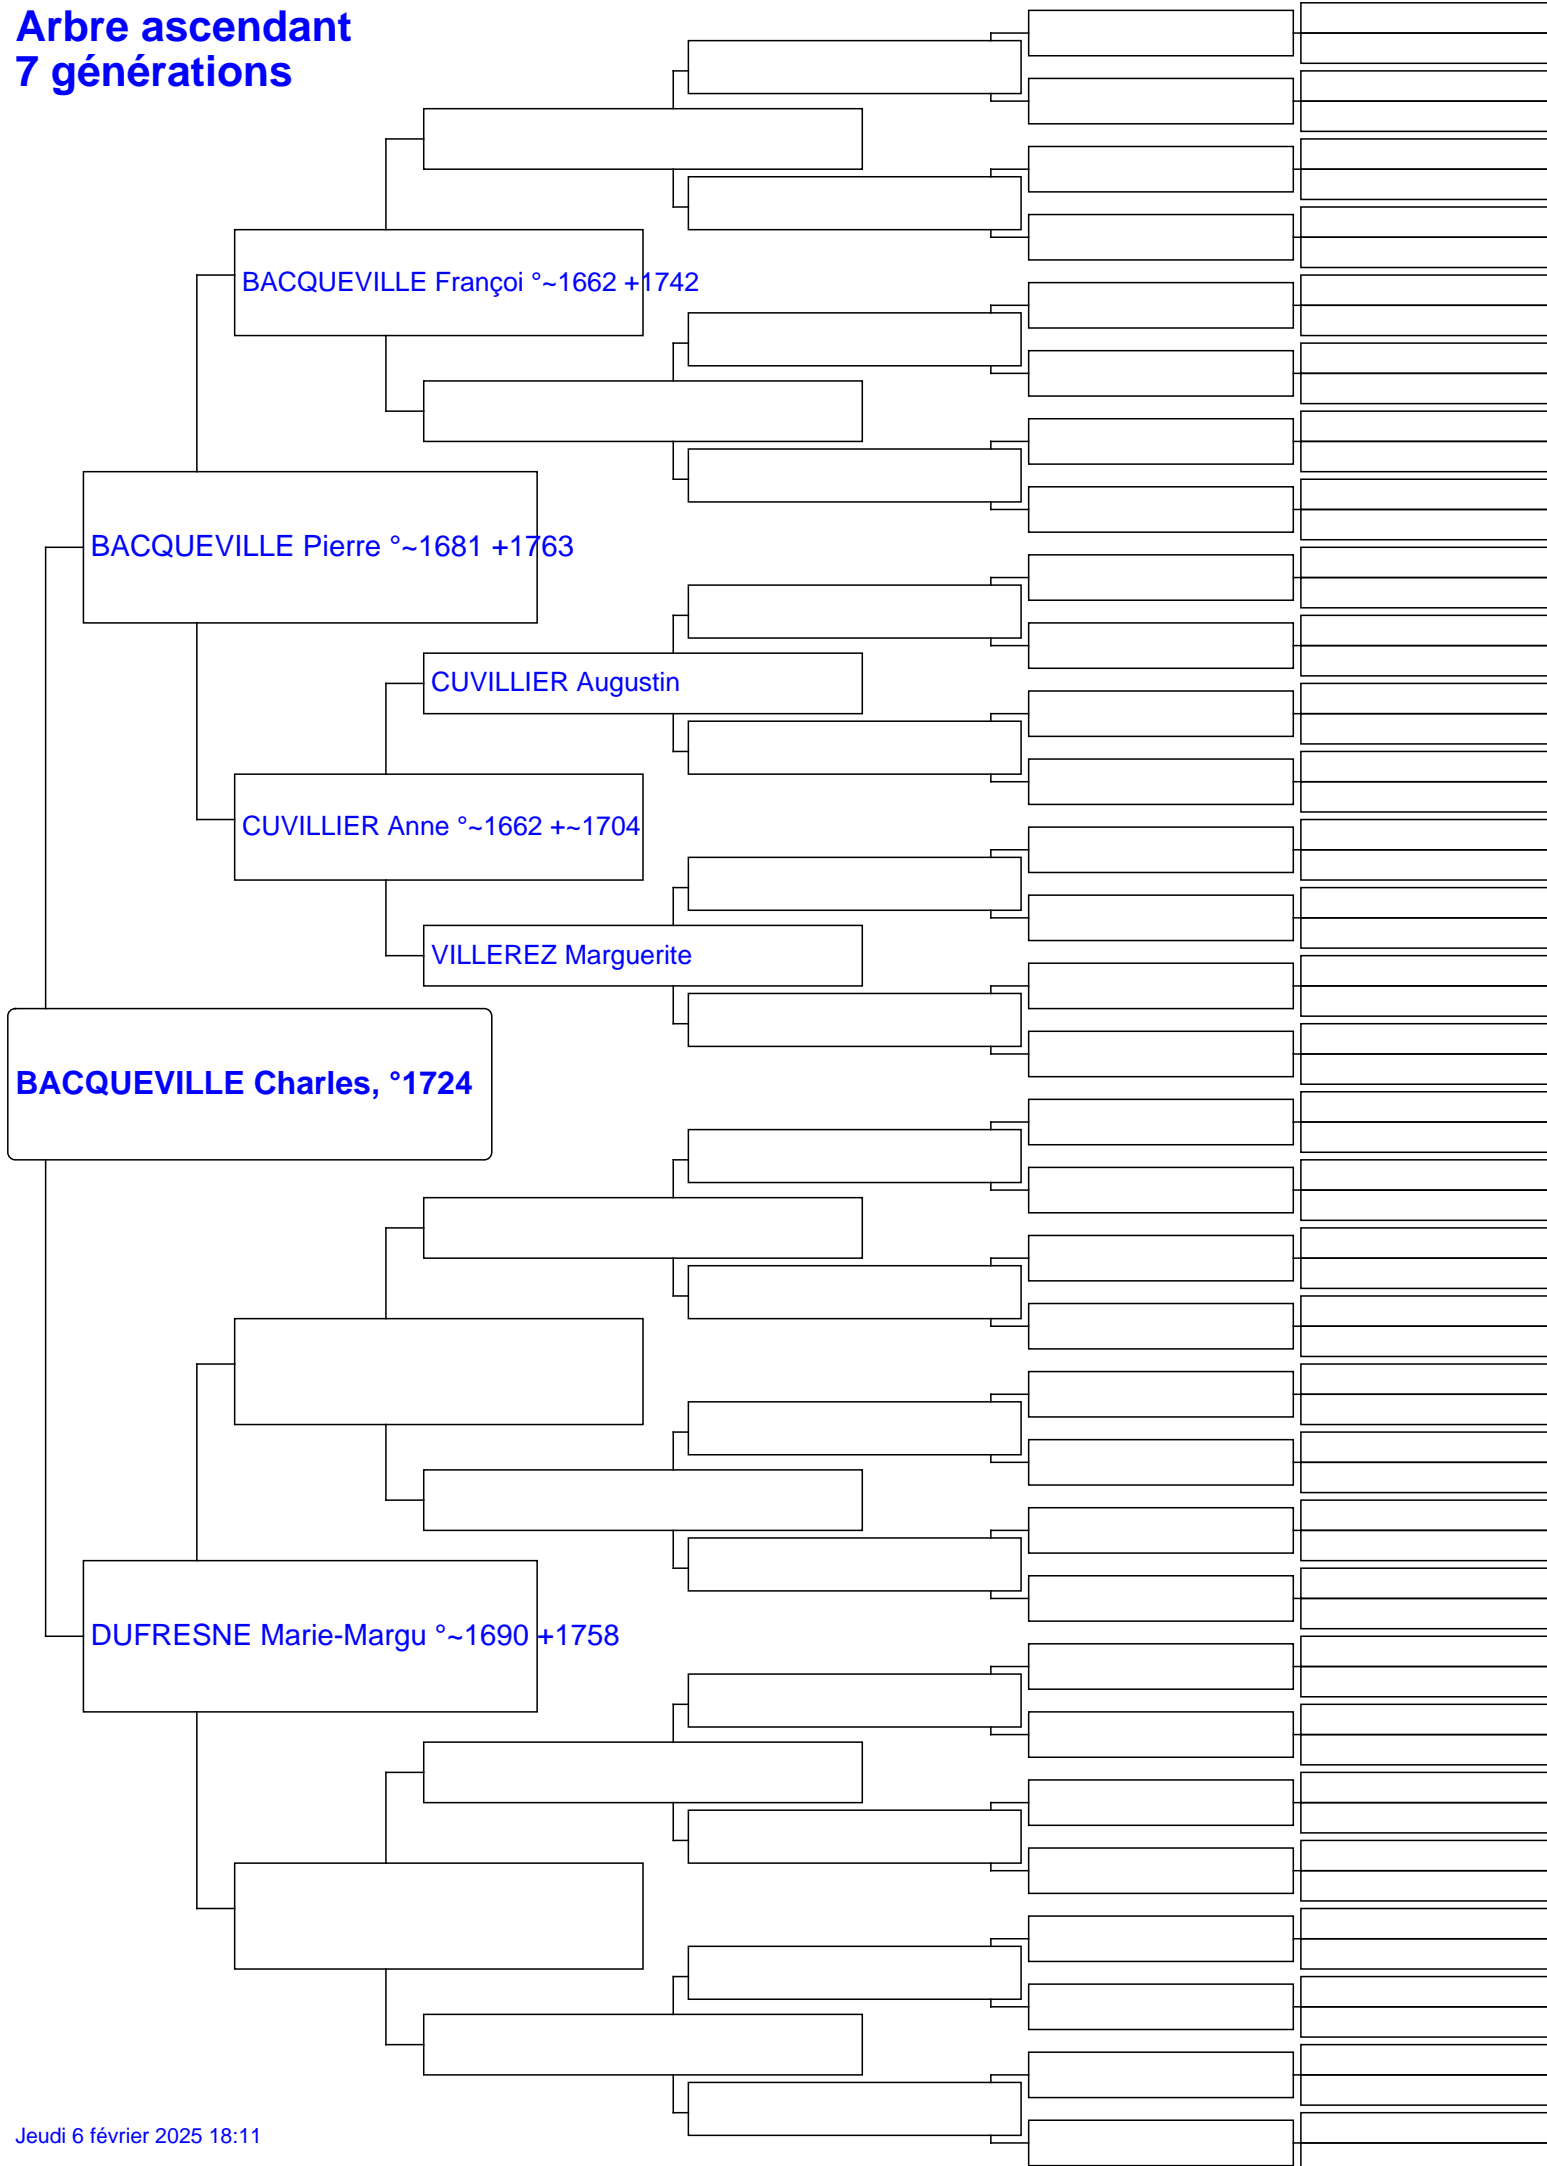 Arbre ascendant
7 générations
BACQUEVILLE Françoi °~1662 +1742
BACQUEVILLE Pierre °~1681 +1763
CUVILLIER Augustin
CUVILLIER Anne °~1662 +~1704
VILLEREZ Marguerite
BACQUEVILLE Charles, °1724
DUFRESNE Marie-Margu °~1690 +1758
Jeudi 6 février 2025 18:11